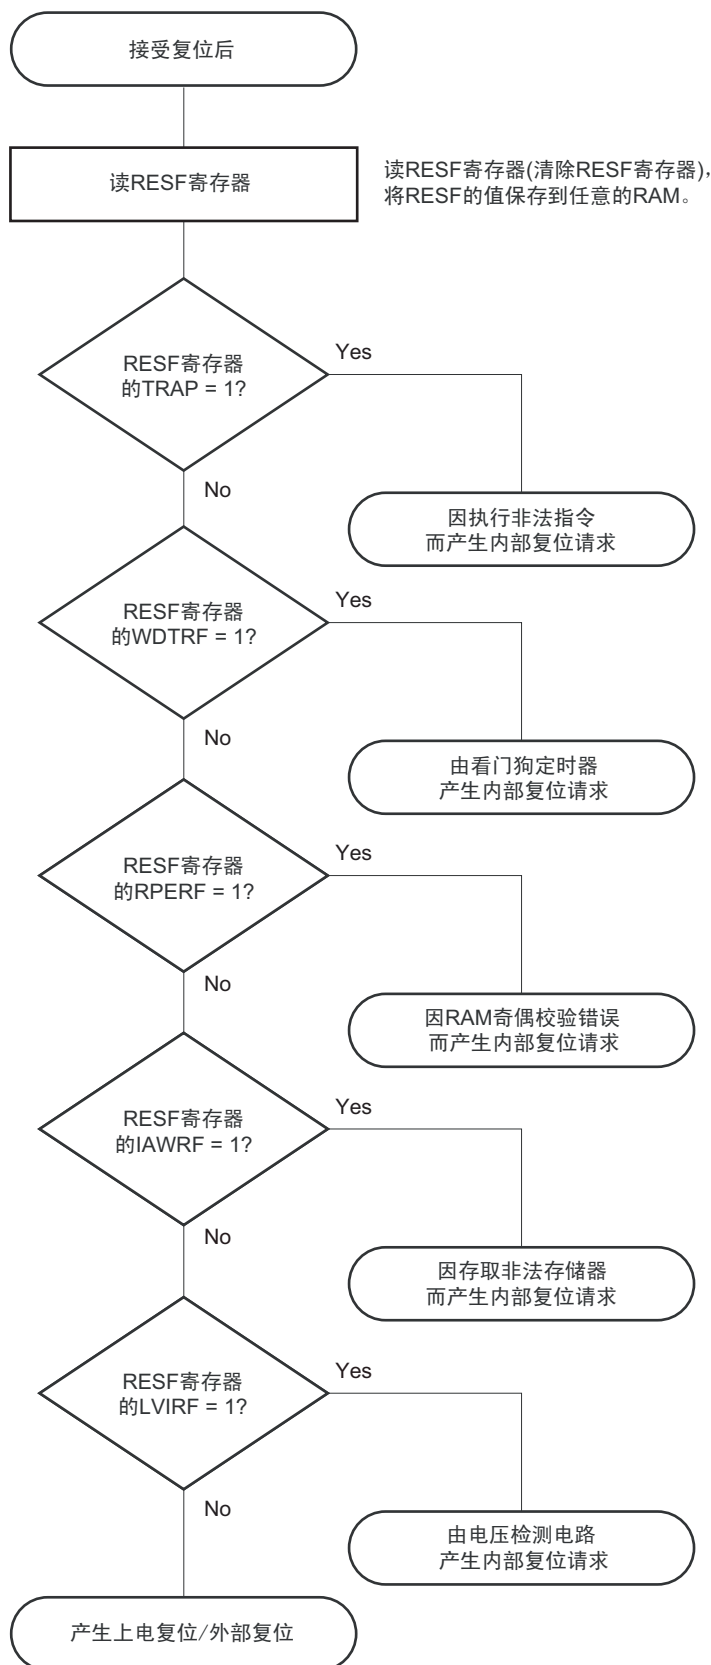 接受复位后
读RESF寄存器
读RESF寄存器(清除RESF寄存器)，
将RESF的值保存到任意的RAM。
RESF寄存器
的TRAP = 1?
Yes
No
因执行非法指令
而产生内部复位请求
RESF寄存器
的WDTRF = 1?
Yes
No
由看门狗定时器
产生内部复位请求
RESF寄存器
的RPERF = 1?
Yes
No
因RAM奇偶校验错误
而产生内部复位请求
RESF寄存器
的IAWRF = 1?
Yes
No
因存取非法存储器
而产生内部复位请求
RESF寄存器
的LVIRF = 1?
Yes
No
由电压检测电路
产生内部复位请求
产生上电复位/外部复位